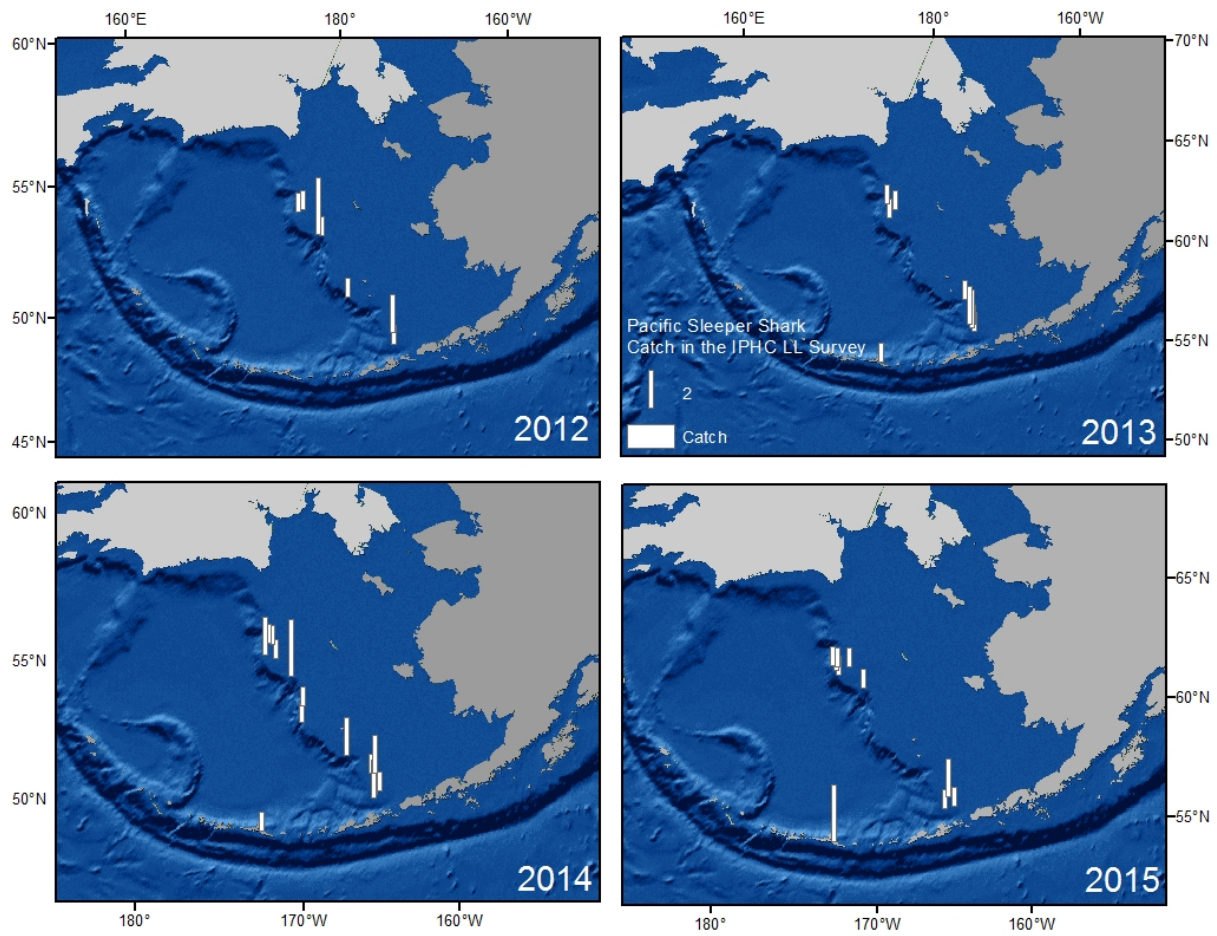 160°E 180° 160°W
160°E 180° 160°W
60°N
55°N
50°N
45°N
2012
70°N
65°N
60°N
55°N
50°N
Pacific Sleeper Shark
Catch in the IPHC LL Survey
2
Catch
2013
60°N
55°N
50°N
2014
65°N
60°N
55°N
2015
180° 170°W 160°W
180° 170°W 160°W